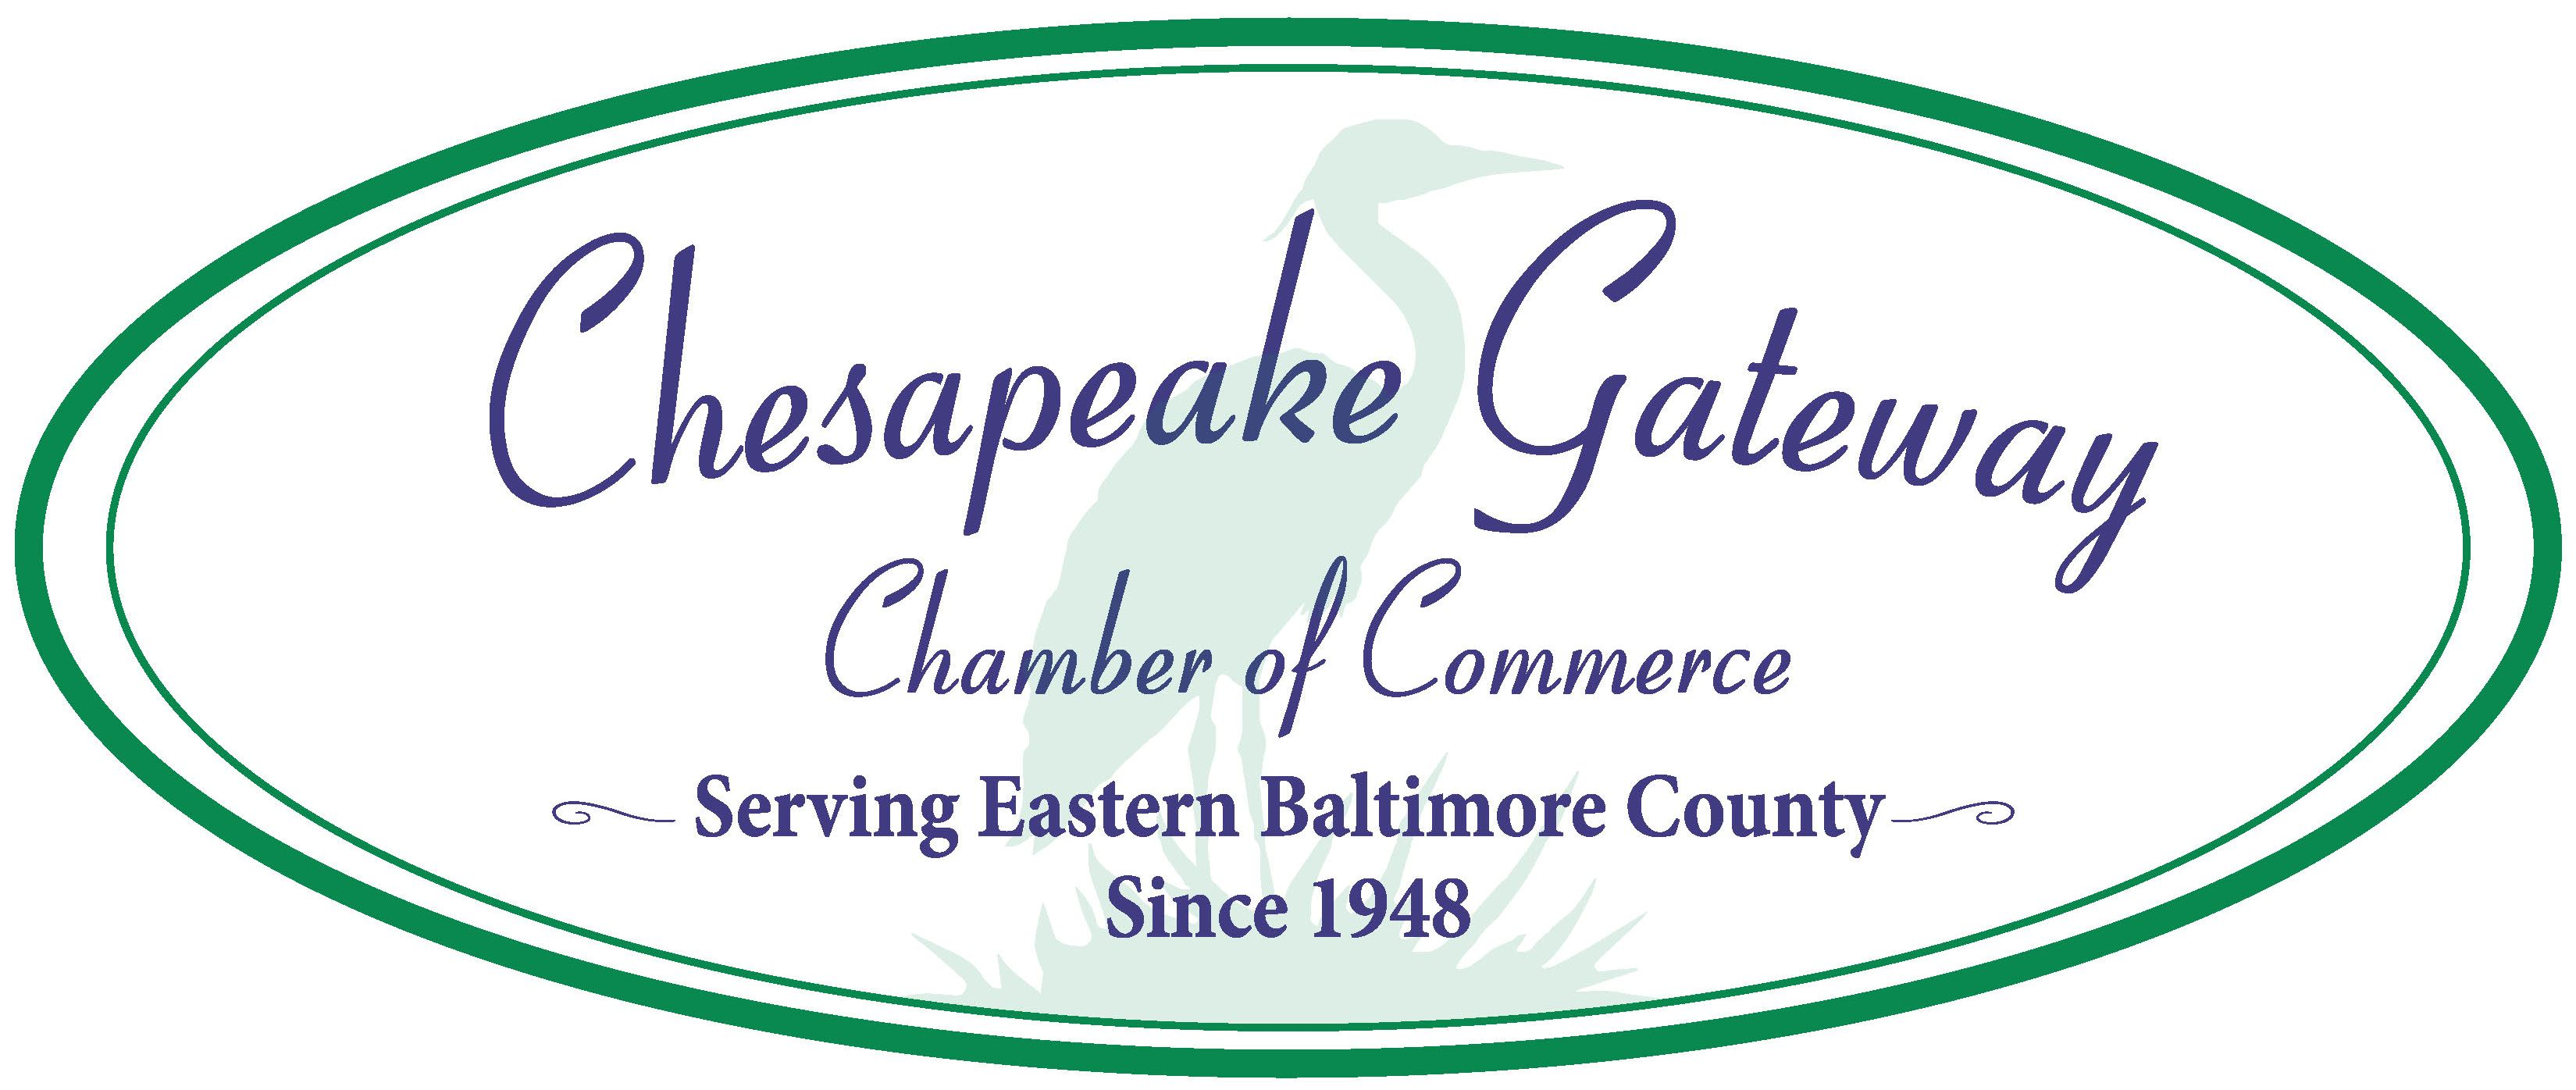 Chesapeake Gateway
Chamber of Commerce
Serving Eastern Baltimore County
Since 1948